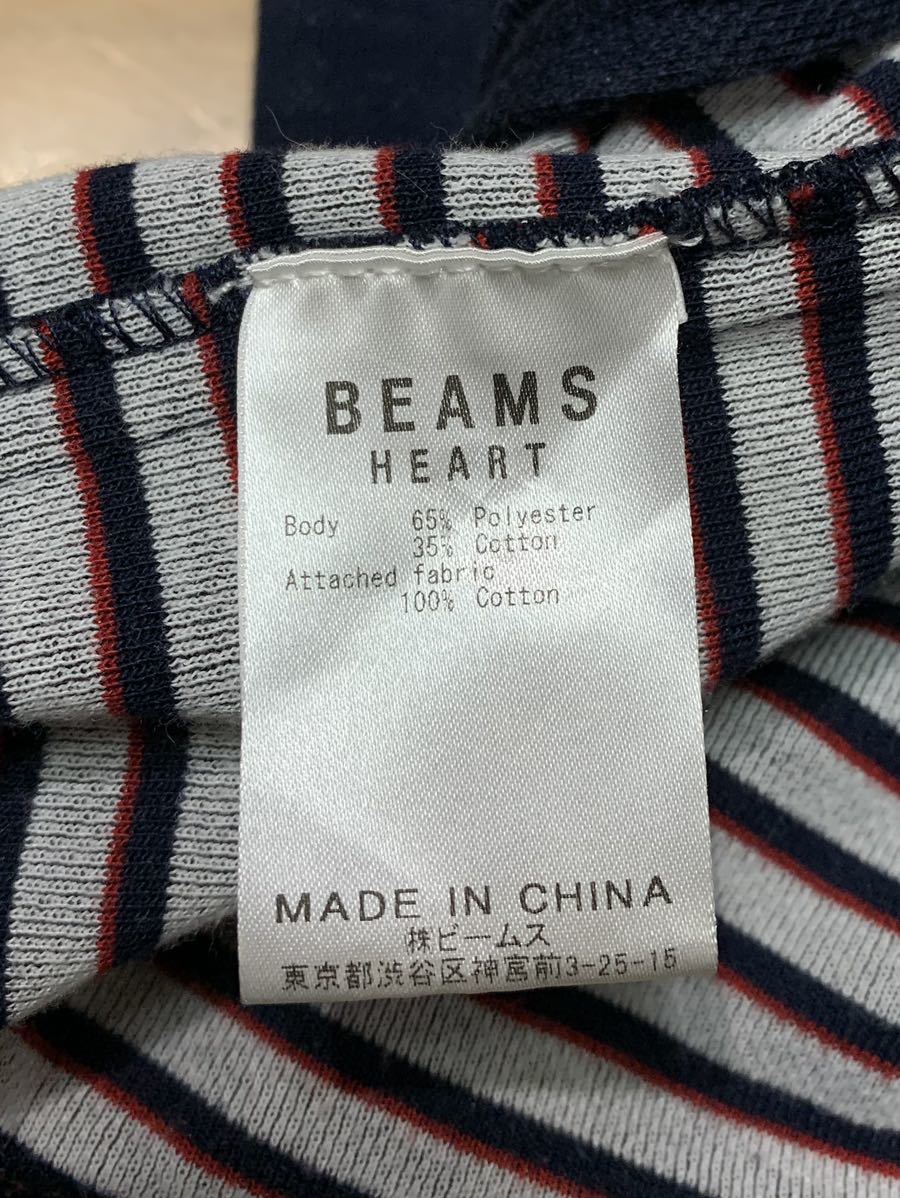 BEAMS
HEART
Body 65% Polyester
35% Cotton
Attached fabric
100% Cotton
MADE IN CHINA
株ビームス
東京都渋谷区神宮前3-25-15